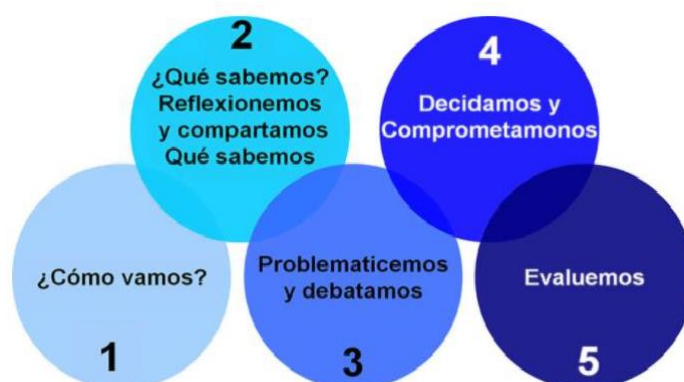 1
¿Cómo vamos?
2
¿Qué sabemos?
Reflexionemos
y compartamos
Qué sabemos
3
Problematicemos
y debatamos
4
Decidamos y
Comprometamonos
5
Evaluemos